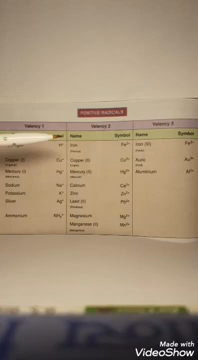 POSITIVE RADICALS
Valency 1 Valency 2 Valency 3
Name Symbol Name Symbol
H⁺ Iron Fe²⁺ Iron (III) Fe³⁺
Copper (I) Cu⁺ Copper (II) Cu²⁺ Auric Au³⁺
Mercury (I) Hg⁺ Mercury (II) Hg²⁺ Aluminium Al³⁺
Sodium Na⁺ Calcium Ca²⁺
Potassium K⁺ Zinc Zn²⁺
Silver Ag⁺ Lead (II) Pb²⁺
Ammonium NH₄⁺ Magnesium Mg²⁺
Manganese (II) Mn²⁺
Made with
VideoShow